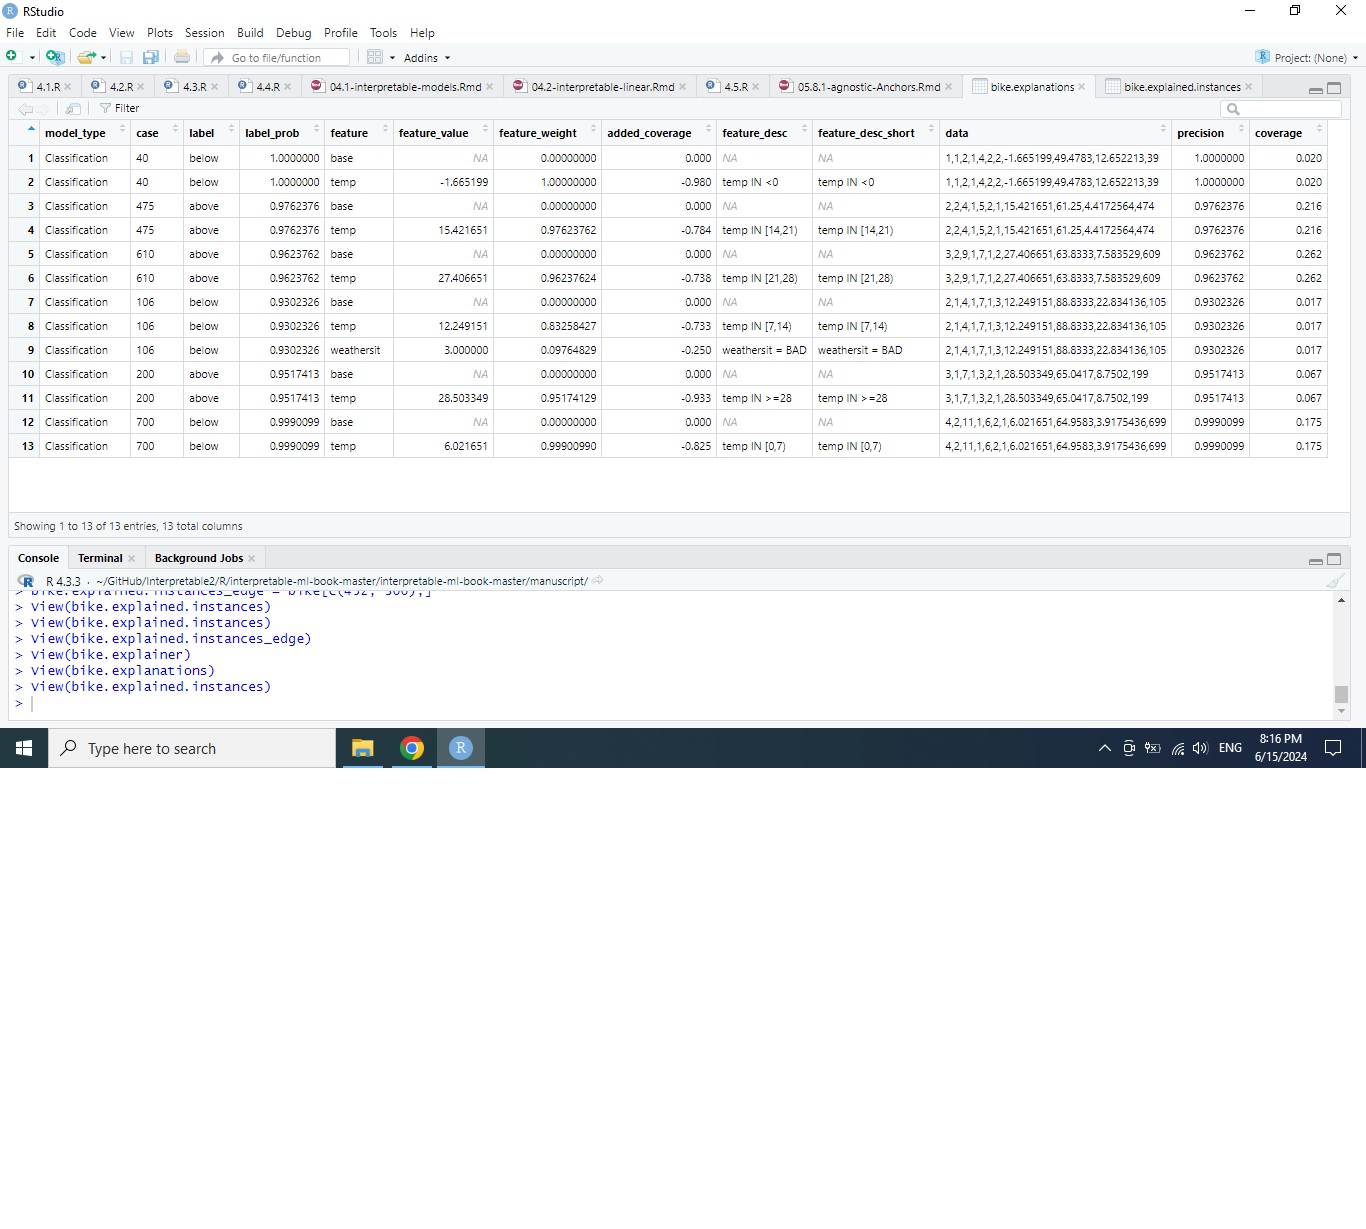 RStudio
File Edit Code View Plots Session Build Debug Profile Tools Help
Go to file/function Addins Project: (None)
4.1.R 4.2.R 4.3.R 4.4.R 04.1-interpretable-models.Rmd 04.2-interpretable-linear.Rmd 4.5.R 05.8.1-agnostic-Anchors.Rmd bike.explanations bike.explained.instances
Filter
model_type case label label_prob feature feature_value feature_weight added_coverage feature_desc feature_desc_short data precision coverage
1 Classification 40 below 1.0000000 base NA 0.00000000 0.000 NA NA 1,1,2,1,4,2,2,-1.665199,49.4783,12.652213,39 1.0000000 0.020
2 Classification 40 below 1.0000000 temp -1.665199 1.00000000 -0.980 temp IN <0 temp IN <0 1,1,2,1,4,2,2,-1.665199,49.4783,12.652213,39 1.0000000 0.020
3 Classification 475 above 0.9762376 base NA 0.00000000 0.000 NA NA 2,2,4,1,5,2,1,15.421651,61.25,4.4172564,474 0.9762376 0.216
4 Classification 475 above 0.9762376 temp 15.421651 0.97623762 -0.784 temp IN [14,21) temp IN [14,21) 2,2,4,1,5,2,1,15.421651,61.25,4.4172564,474 0.9762376 0.216
5 Classification 610 above 0.9623762 base NA 0.00000000 0.000 NA NA 3,2,9,1,7,1,2,27.406651,63.8333,7.583529,609 0.9623762 0.262
6 Classification 610 above 0.9623762 temp 27.406651 0.96237624 -0.738 temp IN [21,28) temp IN [21,28) 3,2,9,1,7,1,2,27.406651,63.8333,7.583529,609 0.9623762 0.262
7 Classification 106 below 0.9302326 base NA 0.00000000 0.000 NA NA 2,1,4,1,7,1,3,12.249151,88.8333,22.834136,105 0.9302326 0.017
8 Classification 106 below 0.9302326 temp 12.249151 0.83258427 -0.733 temp IN [7,14) temp IN [7,14) 2,1,4,1,7,1,3,12.249151,88.8333,22.834136,105 0.9302326 0.017
9 Classification 106 below 0.9302326 weathersit 3.000000 0.09764829 -0.250 weathersit = BAD weathersit = BAD 2,1,4,1,7,1,3,12.249151,88.8333,22.834136,105 0.9302326 0.017
10 Classification 200 above 0.9517413 base NA 0.00000000 0.000 NA NA 3,1,7,1,3,2,1,28.503349,65.0417,8.7502,199 0.9517413 0.067
11 Classification 200 above 0.9517413 temp 28.503349 0.95174129 -0.933 temp IN >=28 temp IN >=28 3,1,7,1,3,2,1,28.503349,65.0417,8.7502,199 0.9517413 0.067
12 Classification 700 below 0.9990099 base NA 0.00000000 0.000 NA NA 4,2,11,1,6,2,1,6.021651,64.9583,3.9175436,699 0.9990099 0.175
13 Classification 700 below 0.9990099 temp 6.021651 0.99900990 -0.825 temp IN [0,7) temp IN [0,7) 4,2,11,1,6,2,1,6.021651,64.9583,3.9175436,699 0.9990099 0.175
Showing 1 to 13 of 13 entries, 13 total columns
Console Terminal Background Jobs
R 4.3.3 · ~/GitHub/Interpretable2/R/interpretable-ml-book-master/interpretable-ml-book-master/manuscript/
> bike.explained.instances_edge = bike[c(
> View(bike.explained.instances)
> View(bike.explained.instances)
> View(bike.explained.instances_edge)
> View(bike.explainer)
> View(bike.explanations)
> View(bike.explained.instances)
>
Type here to search ENG 8:16 PM
6/15/2024